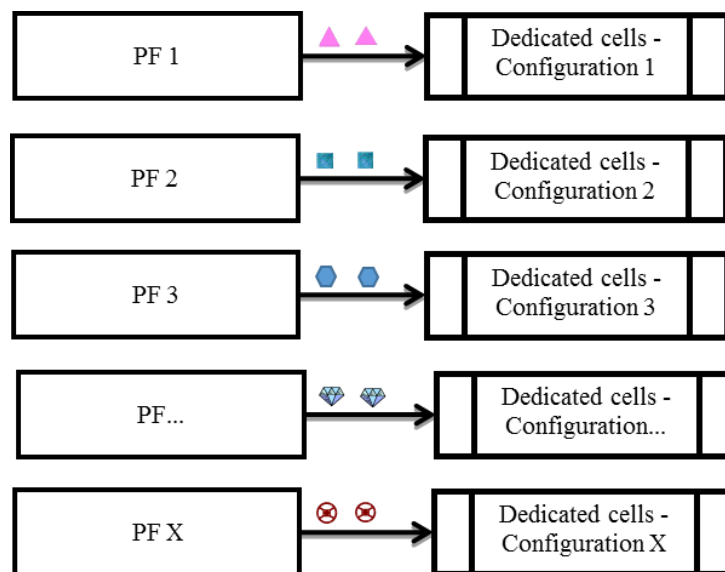 PF 1
Dedicated cells -
Configuration 1
PF 2
Dedicated cells -
Configuration 2
PF 3
Dedicated cells -
Configuration 3
PF...
Dedicated cells -
Configuration...
PF X
Dedicated cells -
Configuration X